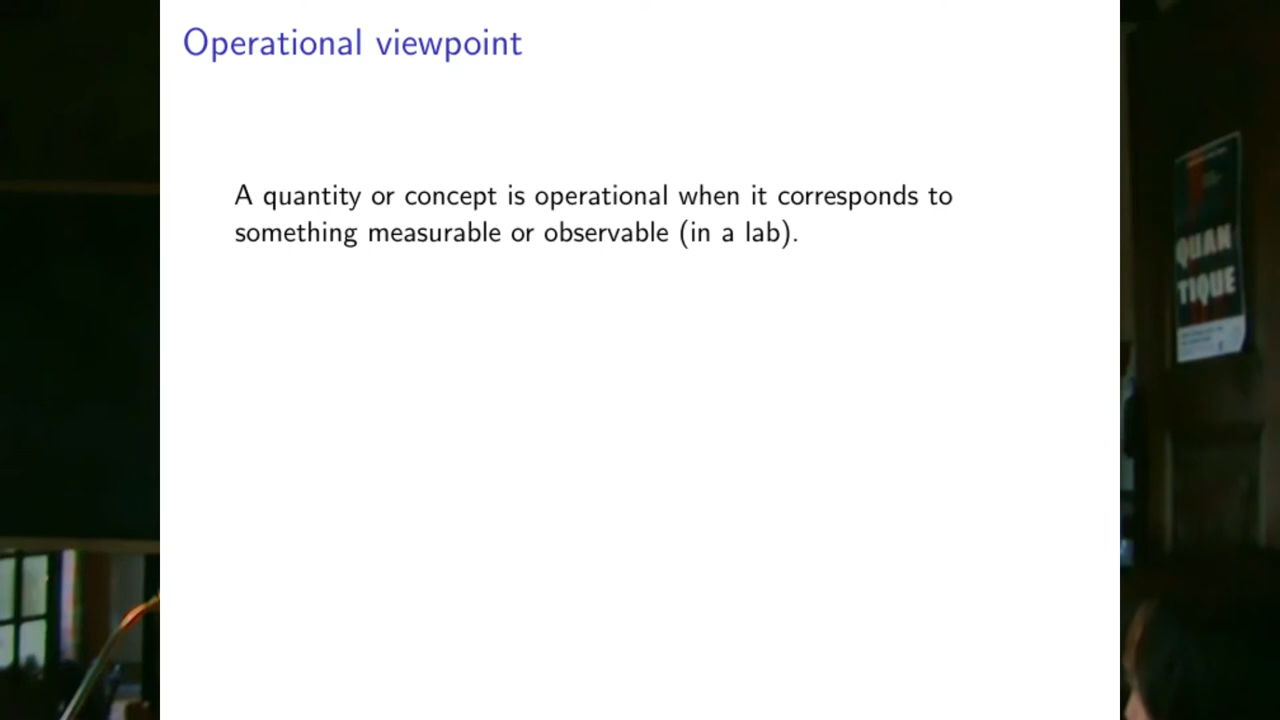 Operational viewpoint
A quantity or concept is operational when it corresponds to
something measurable or observable (in a lab).
QUAN
TIQUE